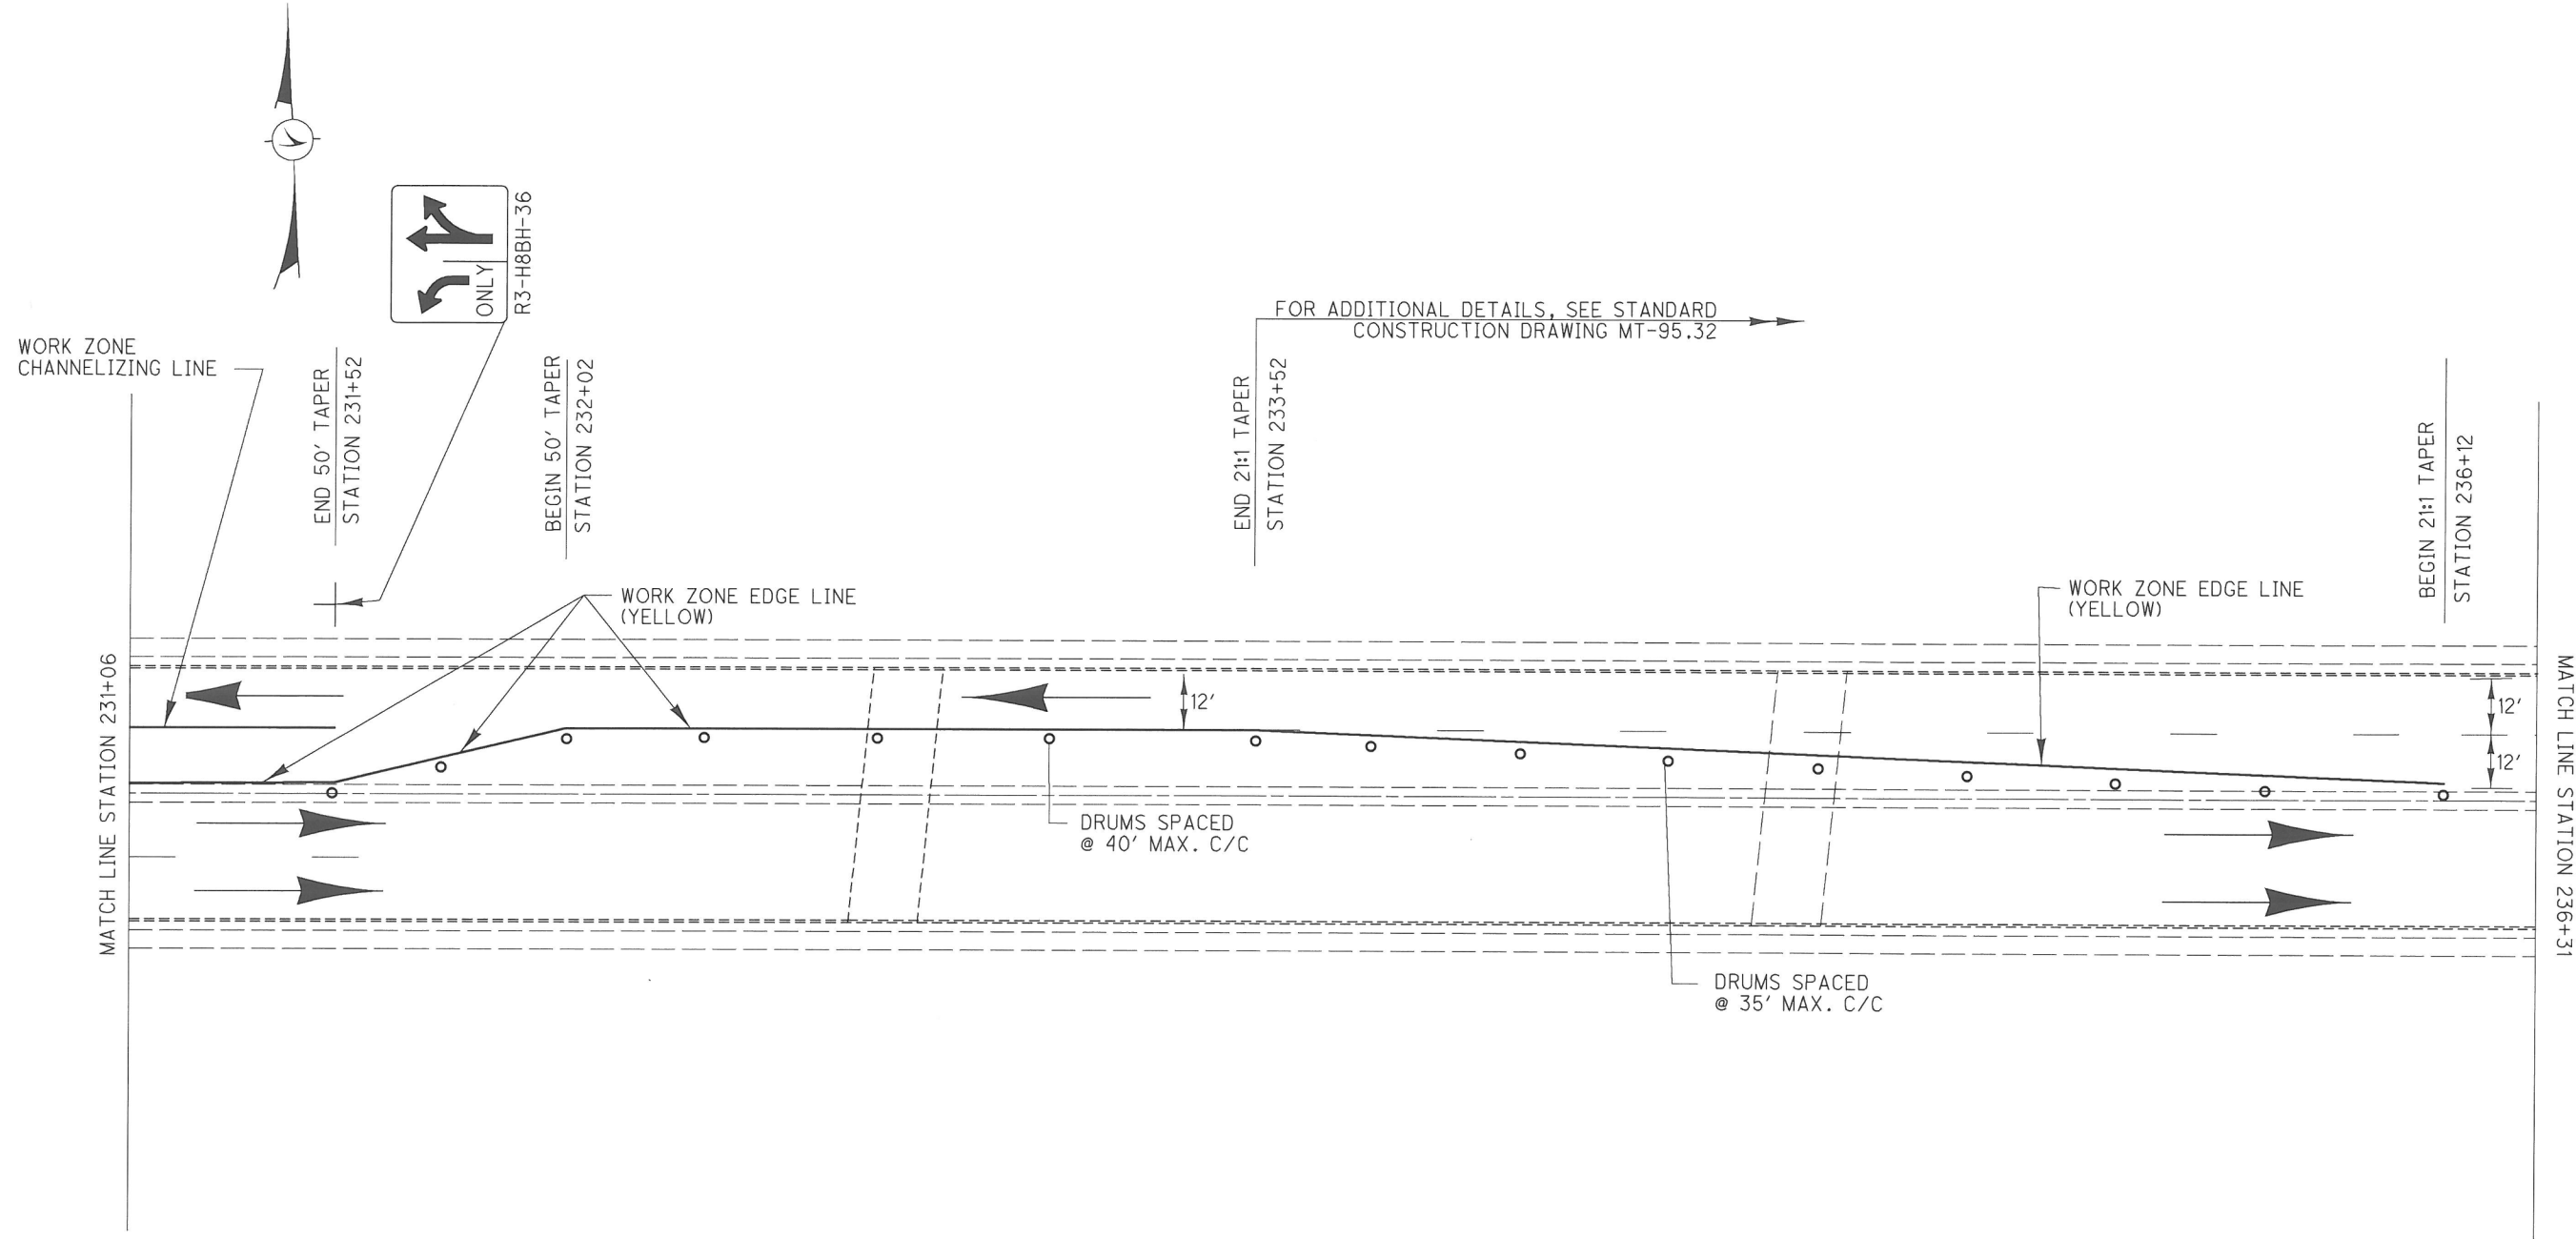 ONLY
R3-H8BH-36
FOR ADDITIONAL DETAILS, SEE STANDARD
CONSTRUCTION DRAWING MT-95.32
WORK ZONE
CHANNELIZING LINE
END 50' TAPER
STATION 231+52
BEGIN 50' TAPER
STATION 232+02
END 21:1 TAPER
STATION 233+52
BEGIN 21:1 TAPER
STATION 236+12
WORK ZONE EDGE LINE
(YELLOW)
WORK ZONE EDGE LINE
(YELLOW)
MATCH LINE STATION 231+06
12'
12'
12'
MATCH LINE STATION 236+31
DRUMS SPACED
@ 40' MAX. C/C
DRUMS SPACED
@ 35' MAX. C/C